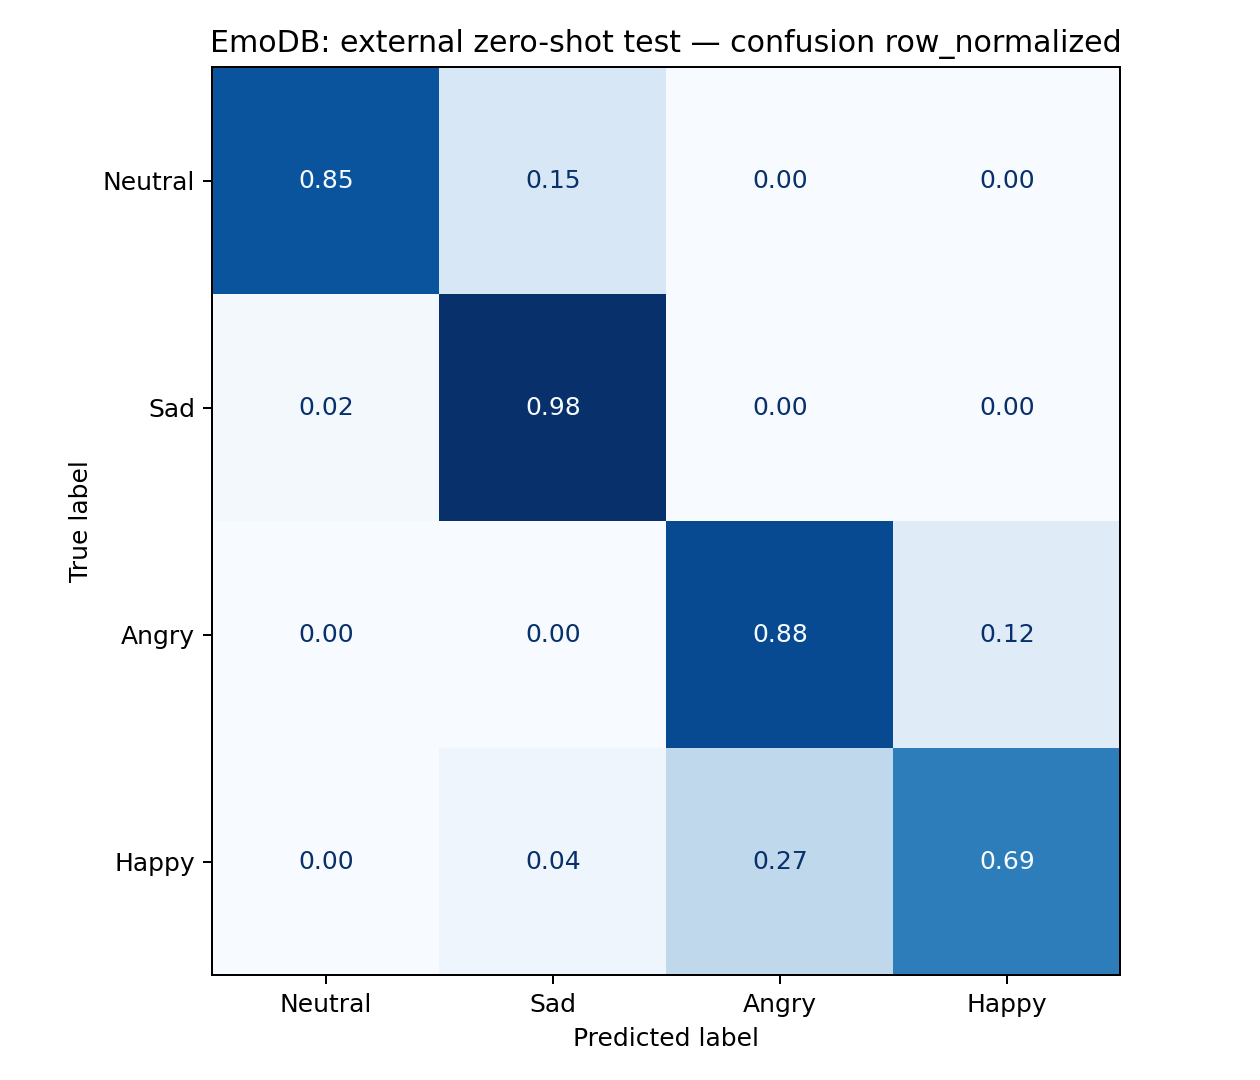 EmoDB: external zero-shot test — confusion row_normalized
Neutral 0.85 0.15 0.00 0.00
Sad 0.02 0.98 0.00 0.00
True label
Angry 0.00 0.00 0.88 0.12
Happy 0.00 0.04 0.27 0.69
Neutral Sad Angry Happy
Predicted label